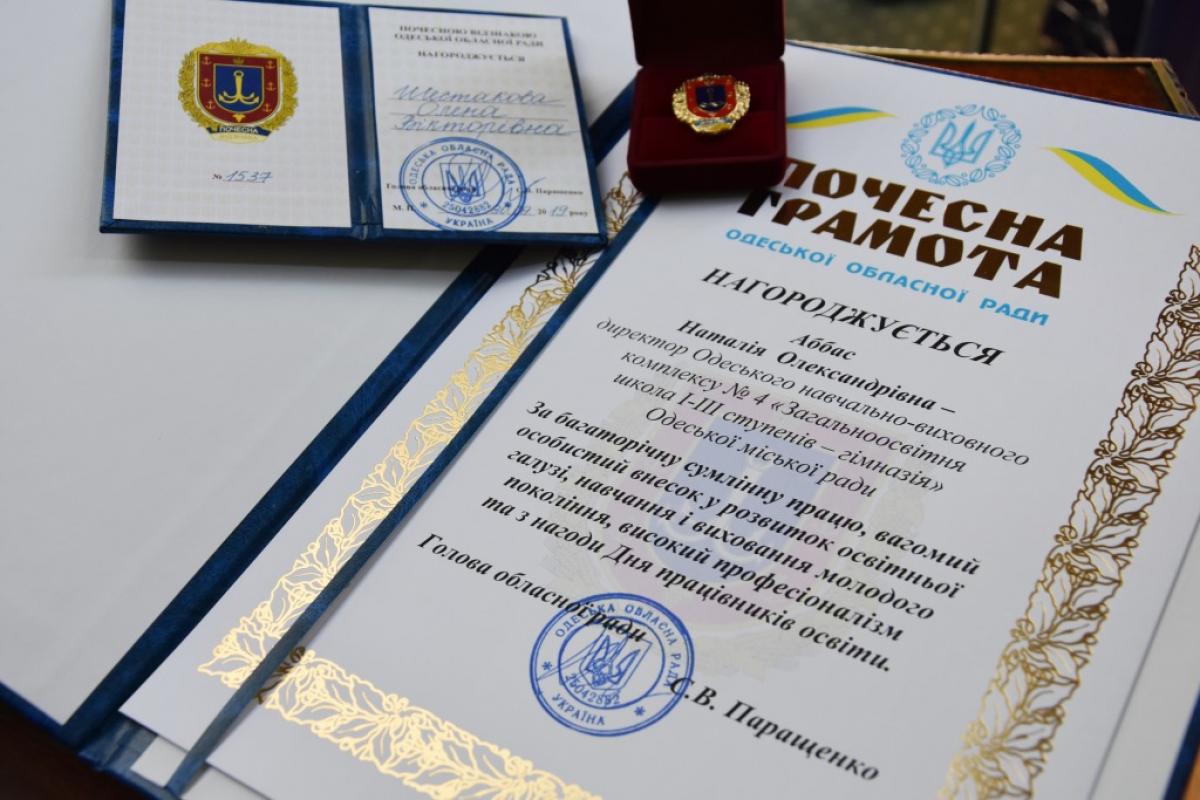 ПОЧЕСНА
№ 1537
ПОЧЕСНОЮ ВІДЗНАКОЮ
ОДЕСЬКОЇ ОБЛАСНОЇ РАДИ
НАГОРОДЖУЄТЬСЯ
Шестакова
Олина
Вікторівна
Голова обласної ради С.В. Паращенко
М. П. 09 2019 року
ОДЕСЬКА ОБЛАСНА РАДА
25042882
УКРАЇНА
ПОЧЕСНА
ГРАМОТА
ОДЕСЬКОЇ ОБЛАСНОЇ РАДИ
НАГОРОДЖУЄТЬСЯ
Аббас
Наталія Олександрівна –
директор Одеського навчально-виховного
комплексу № 4 «Загальноосвітня
школа І-ІІІ ступенів – гімназія»
Одеської міської ради
За багаторічну сумлінну працю, вагомий
особистий внесок у розвиток освітньої
галузі, навчання і виховання молодого
покоління, високий професіоналізм
та з нагоди Дня працівників освіти.
Голова обласної ради
С.В. Паращенко
ОДЕСЬКА ОБЛАСНА РАДА
25042882
УКРАЇНА